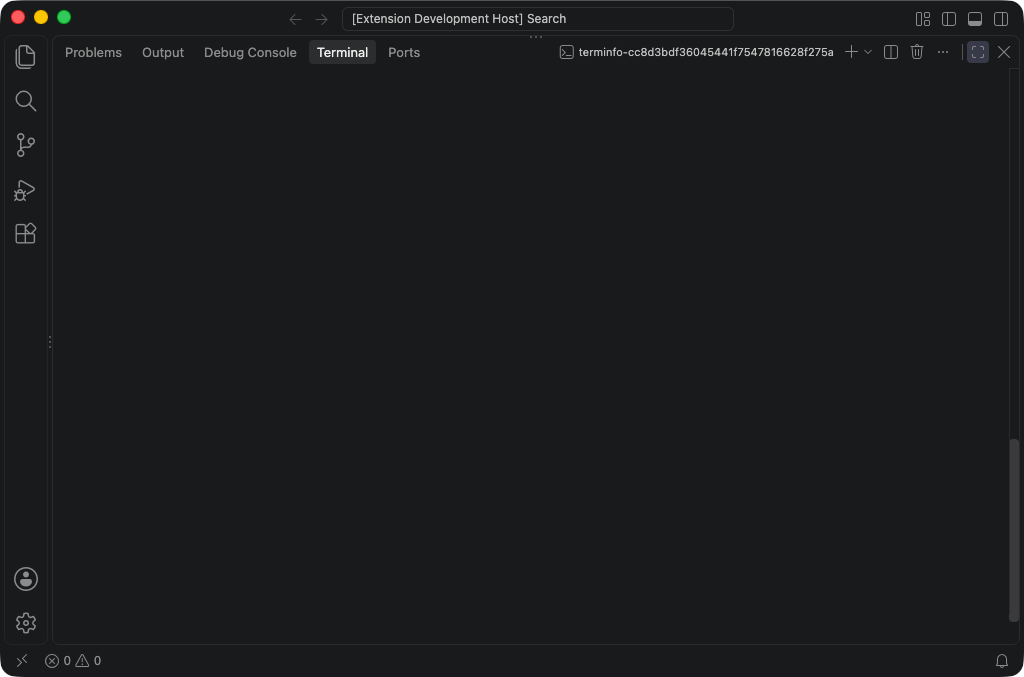 [Extension Development Host] Search
Problems Output Debug Console Terminal Ports
terminfo-cc8d3bdf36045441f7547816628f275a
0 0